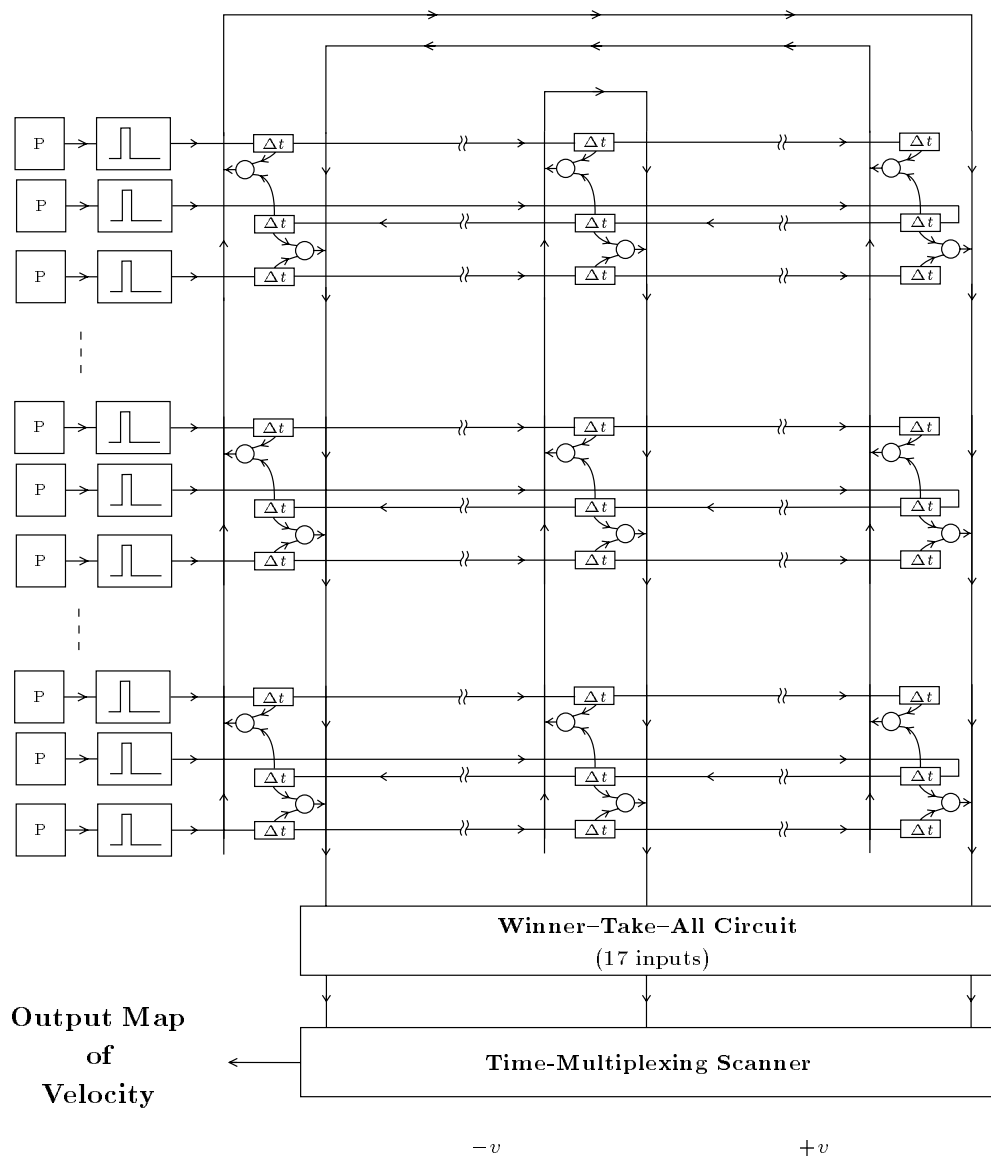 P Δt Δt Δt
P
Δt Δt Δt
P Δt Δt Δt
P Δt Δt Δt
P
Δt Δt Δt
P Δt Δt Δt
P Δt Δt Δt
P
Δt Δt Δt
P Δt Δt Δt
Winner–Take–All Circuit
(17 inputs)
Output Map
of
Velocity
Time-Multiplexing Scanner
−v +v